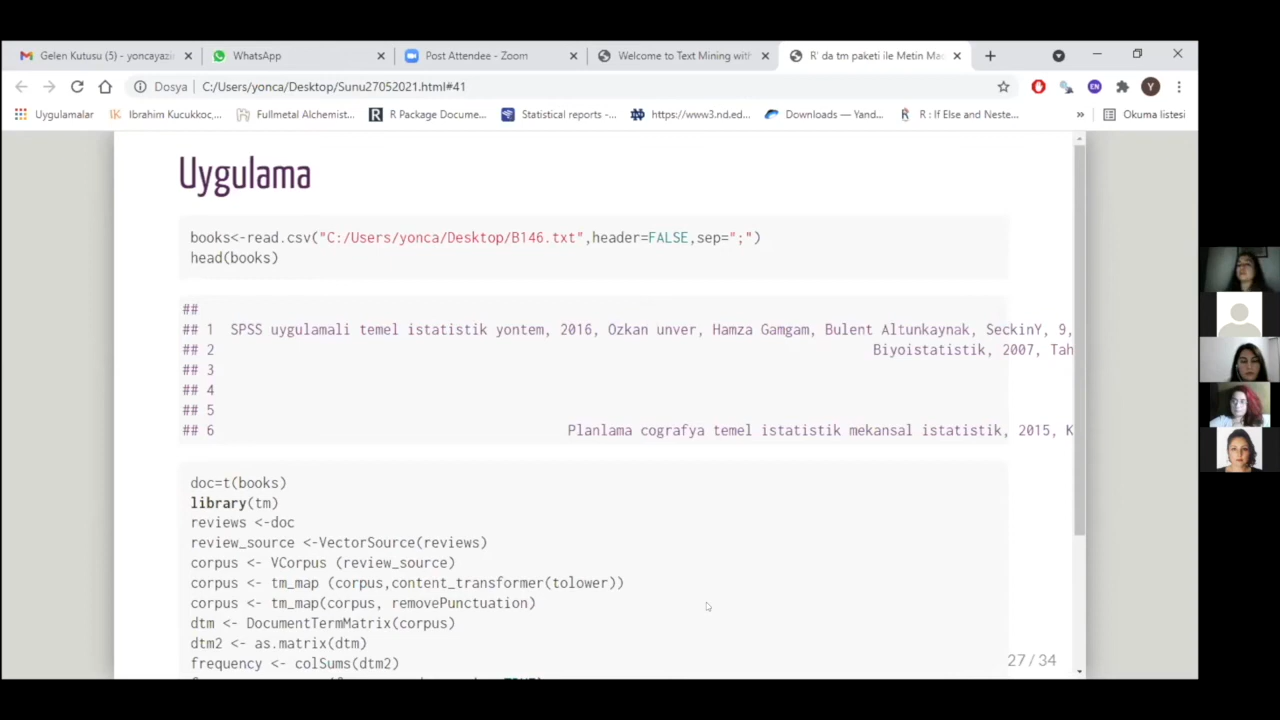 Gelen Kutusu (5) - yoncayazir
WhatsApp
Post Attendee - Zoom
Welcome to Text Mining with
R' da tm paketi ile Metin Mad
Dosya
C:/Users/yonca/Desktop/Sunu27052021.html#41
EN
Y
Uygulamalar
Ibrahim Kucukkoc,...
Fullmetal Alchemist...
R Package Docume...
Statistical reports -...
https://www3.nd.ed...
Downloads — Yand...
R : If Else and Neste...
»
Okuma listesi
Uygulama
books<-read.csv("C:/Users/yonca/Desktop/B146.txt",header=FALSE,sep=";")
head(books)
##
## 1 SPSS uygulamali temel istatistik yontem, 2016, Ozkan unver, Hamza Gamgam, Bulent Altunkaynak, SeckinY, 9,
## 2 Biyoistatistik, 2007, Tah
## 3
## 4
## 5
## 6 Planlama cografya temel istatistik mekansal istatistik, 2015, K
doc=t(books)
library(tm)
reviews <-doc
review_source <-VectorSource(reviews)
corpus <- VCorpus (review_source)
corpus <- tm_map (corpus,content_transformer(tolower))
corpus <- tm_map(corpus, removePunctuation)
dtm <- DocumentTermMatrix(corpus)
dtm2 <- as.matrix(dtm)
frequency <- colSums(dtm2)
27 / 34